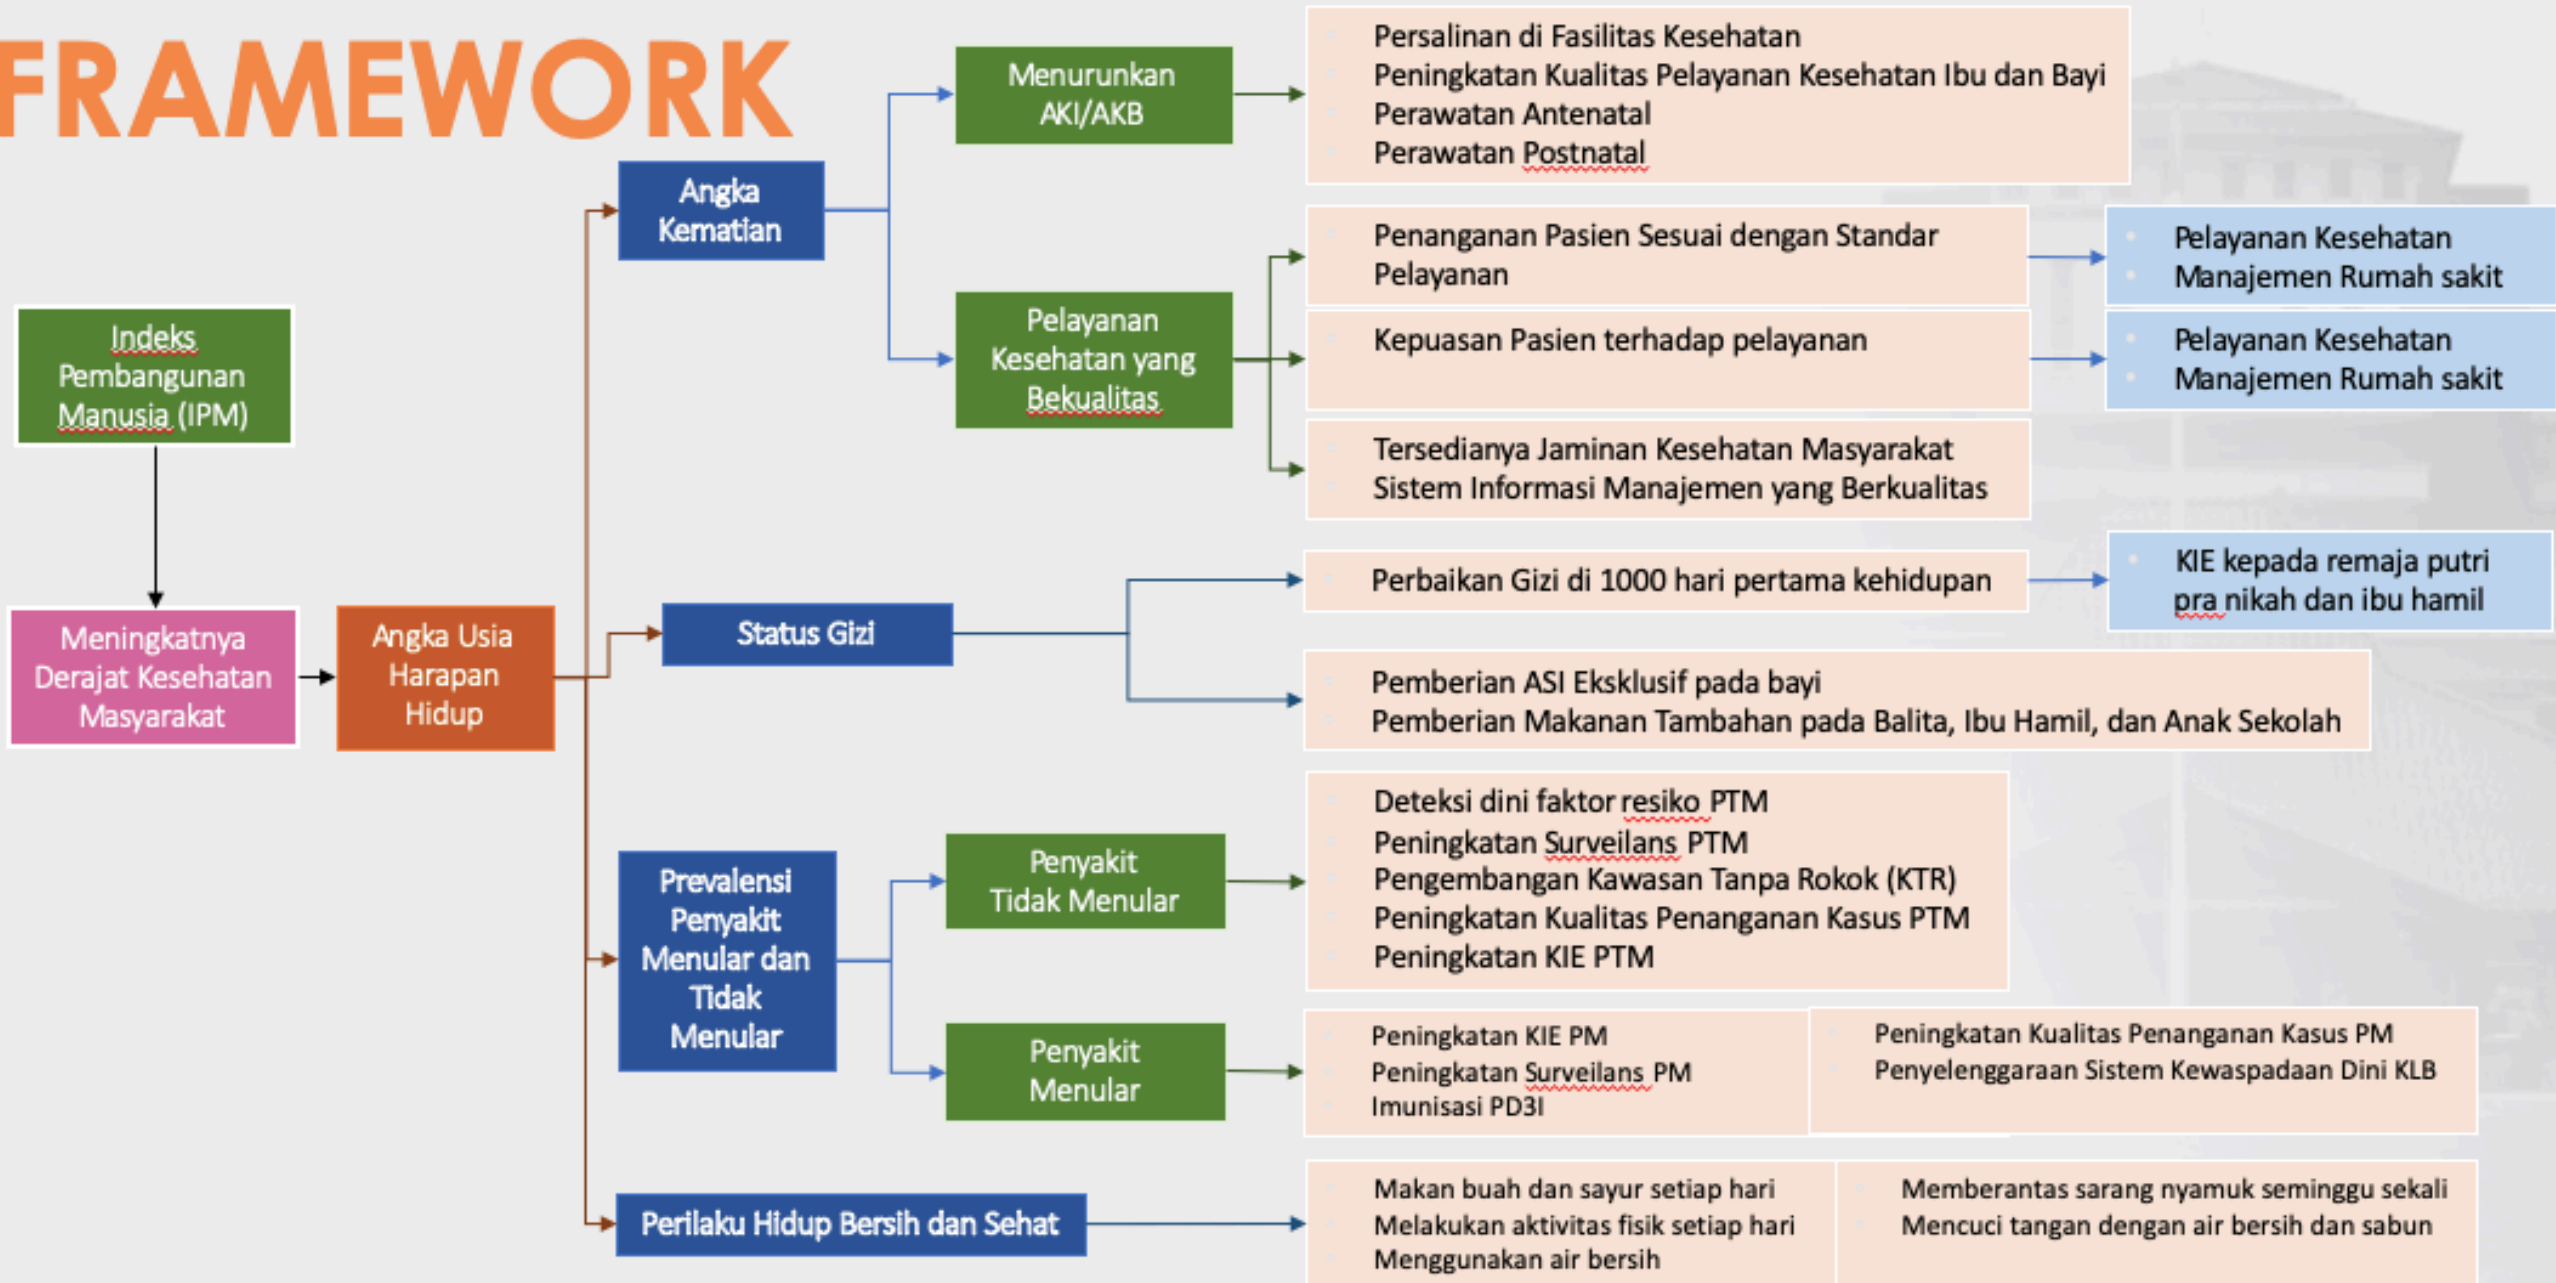 FRAMEWORK
Indeks
Pembangunan
Manusia (IPM)
Meningkatnya
Derajat Kesehatan
Masyarakat
Angka Usia
Harapan
Hidup
Angka
Kematian
Menurunkan
AKI/AKB
Persalinan di Fasilitas Kesehatan
Peningkatan Kualitas Pelayanan Kesehatan Ibu dan Bayi
Perawatan Antenatal
Perawatan Postnatal
Pelayanan
Kesehatan yang
Bekualitas
Penanganan Pasien Sesuai dengan Standar
Pelayanan
Pelayanan Kesehatan
Manajemen Rumah sakit
Kepuasan Pasien terhadap pelayanan
Pelayanan Kesehatan
Manajemen Rumah sakit
Tersedianya Jaminan Kesehatan Masyarakat
Sistem Informasi Manajemen yang Berkualitas
Status Gizi
Perbaikan Gizi di 1000 hari pertama kehidupan
KIE kepada remaja putri
pra nikah dan ibu hamil
Pemberian ASI Eksklusif pada bayi
Pemberian Makanan Tambahan pada Balita, Ibu Hamil, dan Anak Sekolah
Prevalensi
Penyakit
Menular dan
Tidak
Menular
Penyakit
Tidak Menular
Deteksi dini faktor resiko PTM
Peningkatan Surveilans PTM
Pengembangan Kawasan Tanpa Rokok (KTR)
Peningkatan Kualitas Penanganan Kasus PTM
Peningkatan KIE PTM
Penyakit
Menular
Peningkatan KIE PM
Peningkatan Surveilans PM
Imunisasi PD3I
Peningkatan Kualitas Penanganan Kasus PM
Penyelenggaraan Sistem Kewaspadaan Dini KLB
Perilaku Hidup Bersih dan Sehat
Makan buah dan sayur setiap hari
Melakukan aktivitas fisik setiap hari
Menggunakan air bersih
Memberantas sarang nyamuk seminggu sekali
Mencuci tangan dengan air bersih dan sabun